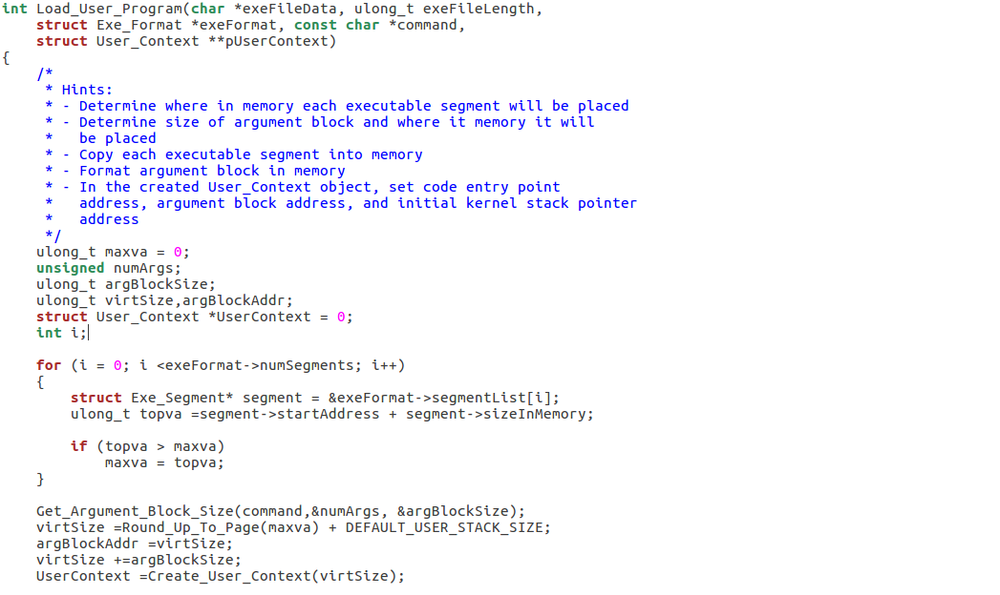 int Load_User_Program(char *exeFileData, ulong_t exeFileLength,
    struct Exe_Format *exeFormat, const char *command,
    struct User_Context **pUserContext)
{
    /*
     * Hints:
     * - Determine where in memory each executable segment will be placed
     * - Determine size of argument block and where it memory it will
     *   be placed
     * - Copy each executable segment into memory
     * - Format argument block in memory
     * - In the created User_Context object, set code entry point
     *   address, argument block address, and initial kernel stack pointer
     *   address
     */
    ulong_t maxva = 0;
    unsigned numArgs;
    ulong_t argBlockSize;
    ulong_t virtSize,argBlockAddr;
    struct User_Context *UserContext = 0;
    int i;

    for (i = 0; i <exeFormat->numSegments; i++)
    {
        struct Exe_Segment* segment = &exeFormat->segmentList[i];
        ulong_t topva =segment->startAddress + segment->sizeInMemory;

        if (topva > maxva)
            maxva = topva;
    }

    Get_Argument_Block_Size(command,&numArgs, &argBlockSize);
    virtSize =Round_Up_To_Page(maxva) + DEFAULT_USER_STACK_SIZE;
    argBlockAddr =virtSize;
    virtSize +=argBlockSize;
    UserContext =Create_User_Context(virtSize);